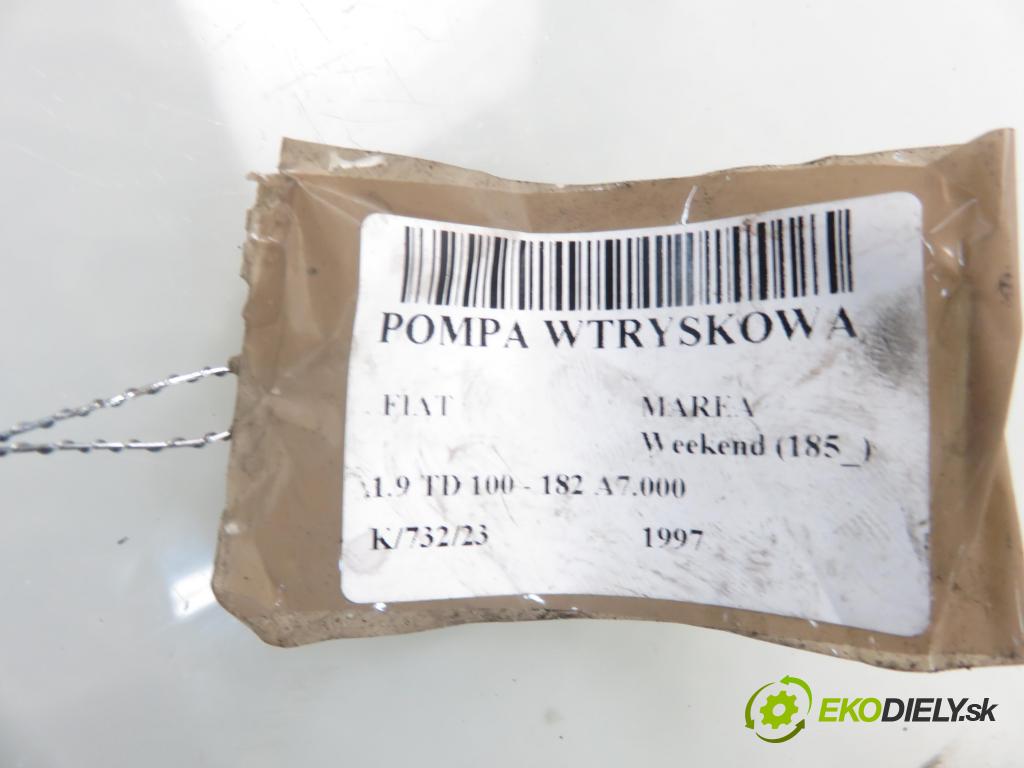 POMPA WTRYSKOWA
FIAT MAREA
Weekend (185_)
1.9 TD 100 - 182 A7.000
K/732/23 1997
EKODIELY.sk